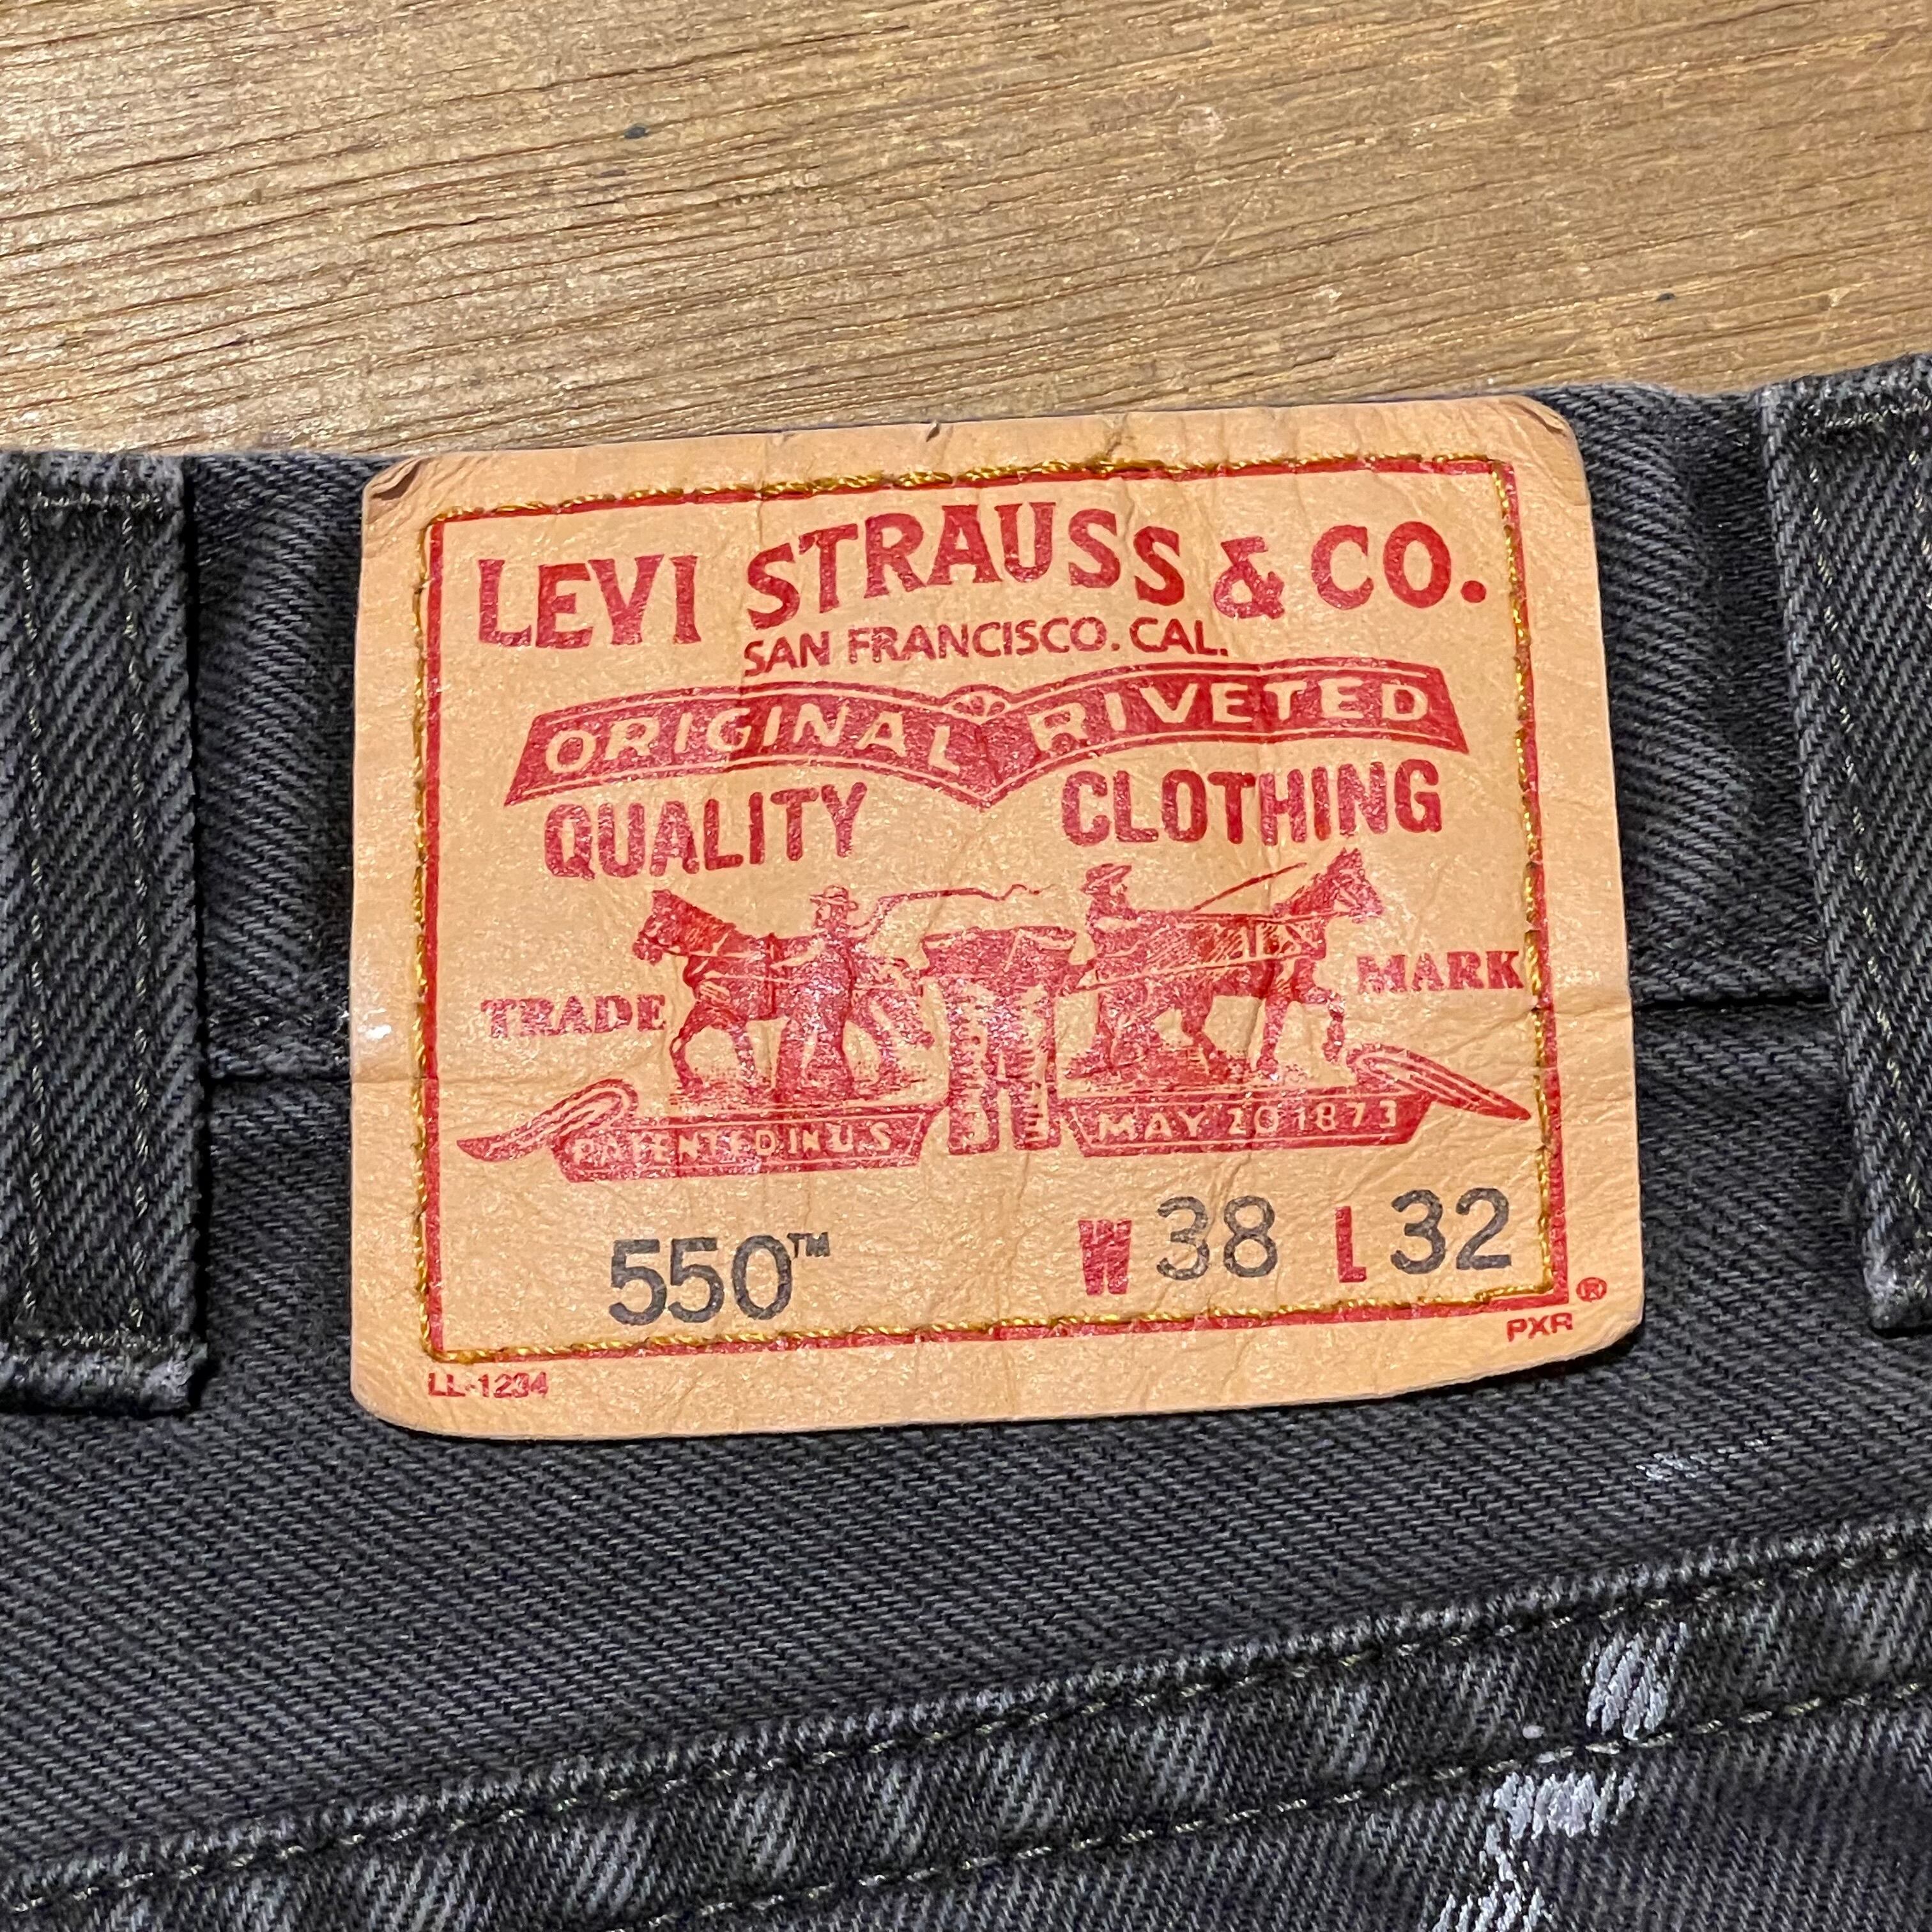 LEVI STRAUSS & CO.
SAN FRANCISCO. CAL.
ORIGINAL RIVETED
QUALITY CLOTHING
TRADE MARK
PATENTED IN U.S MAY 20 1873
550™ W 38 L 32
LL-1234 PXR ®